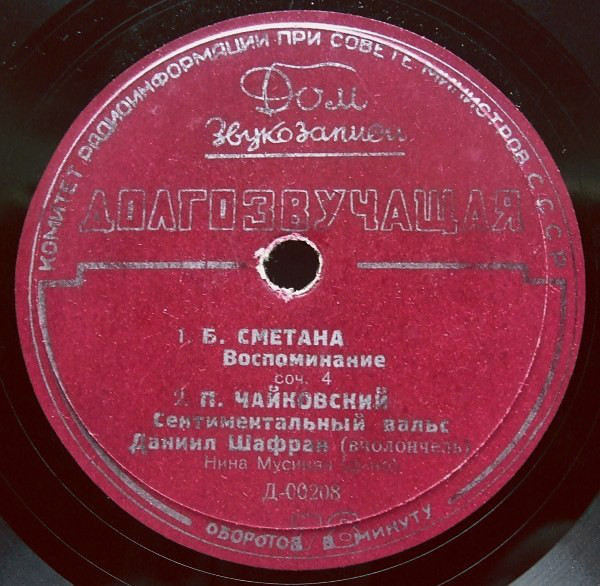 КОМИТЕТ РАДИОИНФОРМАЦИИ ПРИ СОВЕТЕ МИНИСТРОВ СССР
Дом
Звукозаписи
ДОЛГОЗВУЧАЩАЯ
1. Б. СМЕТАНА
Воспоминание
соч. 4
2. П. ЧАЙКОВСКИЙ
Сентиментальный вальс
Даниил Шафран (виолончель)
Нина Мусинян
Д-00208
ОБОРОТОВ В МИНУТУ